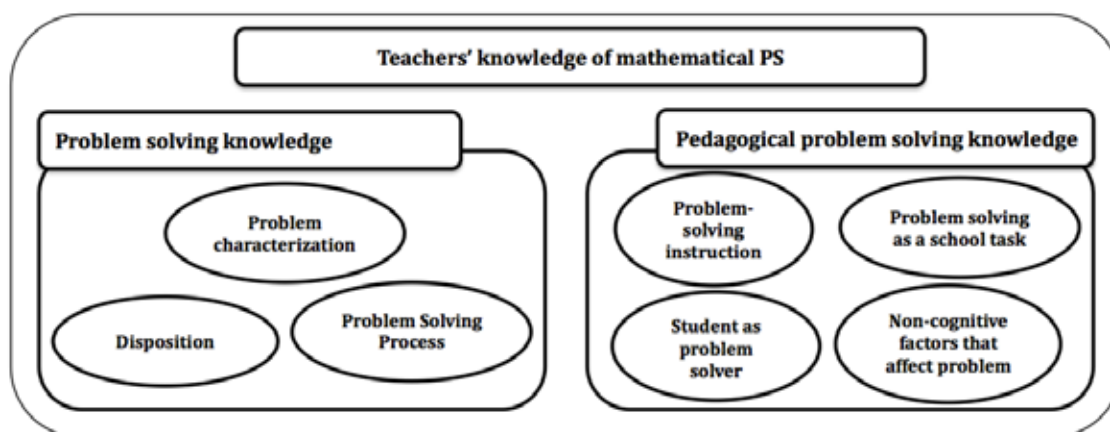 Teachers’ knowledge of mathematical PS
Problem solving knowledge
Problem
characterization
Disposition
Problem Solving
Process
Pedagogical problem solving knowledge
Problem-
solving
instruction
Problem solving
as a school task
Student as
problem
solver
Non-cognitive
factors that
affect problem